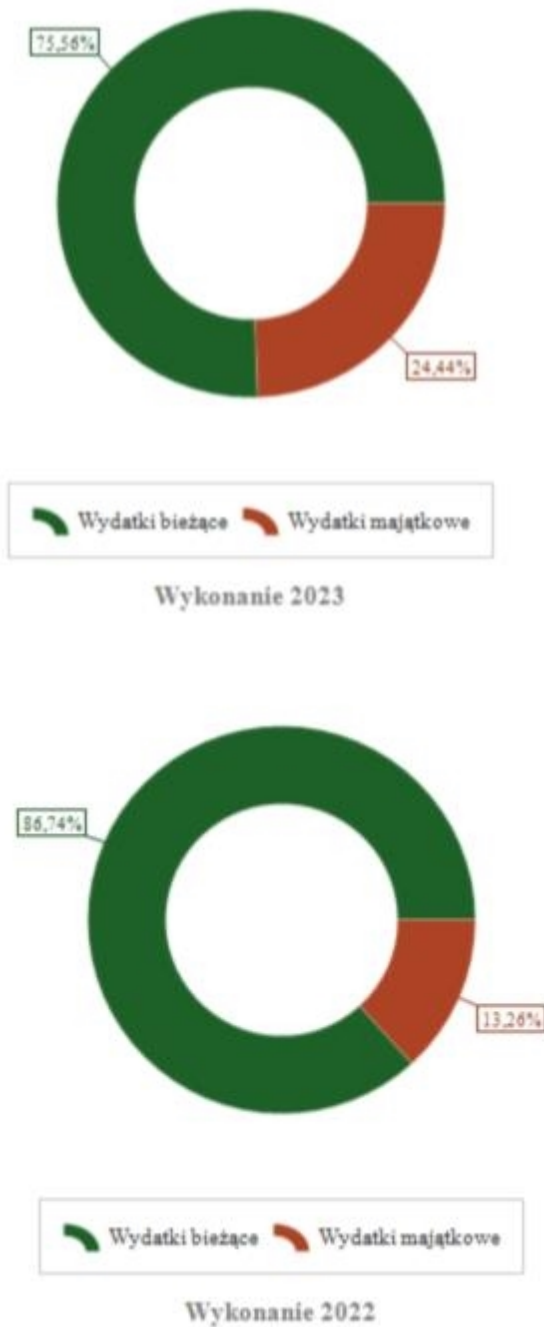 75,56%
24,44%
Wydatki bieżące Wydatki majątkowe
Wykonanie 2023
86,74%
13,26%
Wydatki bieżące Wydatki majątkowe
Wykonanie 2022